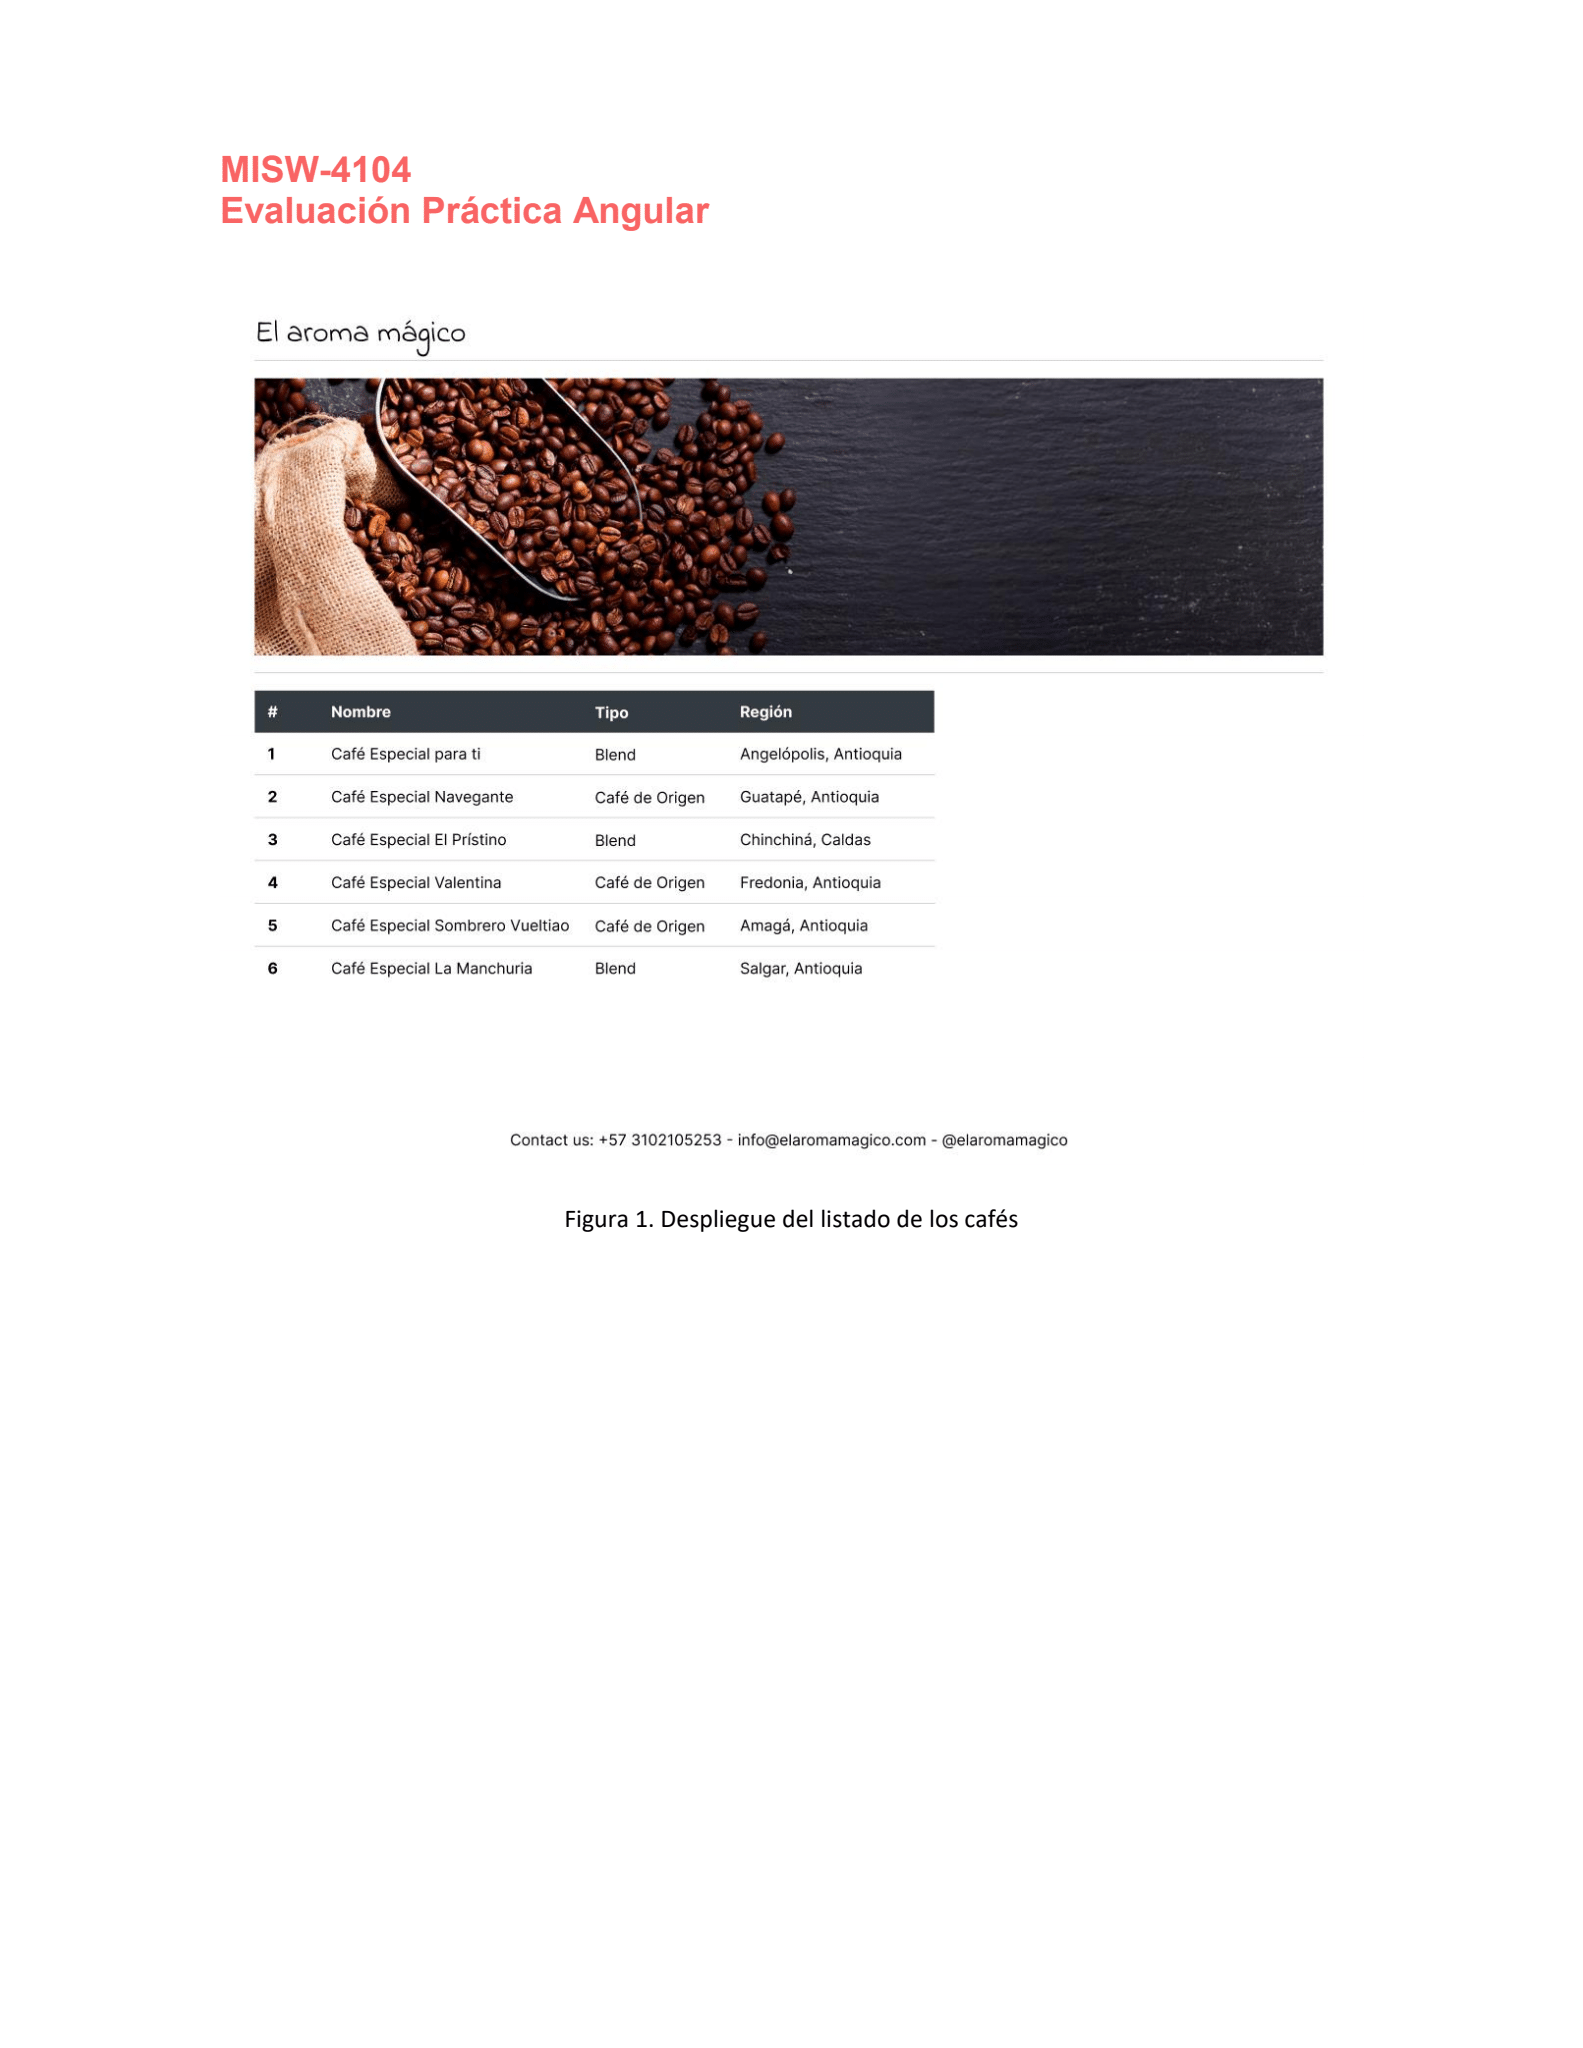 MISW-4104
Evaluación Práctica Angular
El aroma mágico
# Nombre Tipo Región
1 Café Especial para ti Blend Angelópolis, Antioquia
2 Café Especial Navegante Café de Origen Guatapé, Antioquia
3 Café Especial El Prístino Blend Chinchiná, Caldas
4 Café Especial Valentina Café de Origen Fredonia, Antioquia
5 Café Especial Sombrero Vueltiao Café de Origen Amagá, Antioquia
6 Café Especial La Manchuria Blend Salgar, Antioquia
Contact us: +57 3102105253 - info@elaromamagico.com - @elaromamagico
Figura 1. Despliegue del listado de los cafés